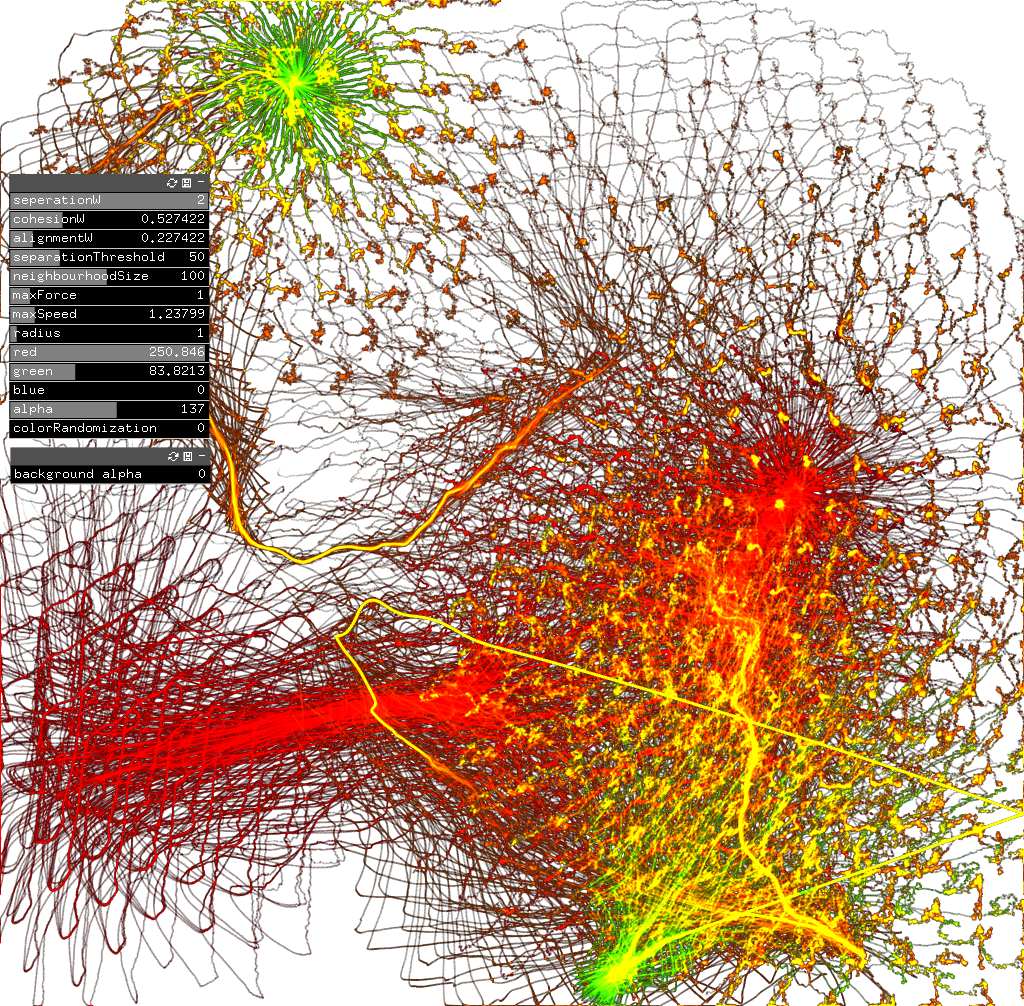 seperationW 2
cohesionW 0.527422
alignmentW 0.227422
separationThreshold 50
neighbourhoodSize 100
maxForce 1
maxSpeed 1.23799
radius 1
red 250.846
green 83.8213
blue 0
alpha 137
colorRandomization 0
background alpha 0